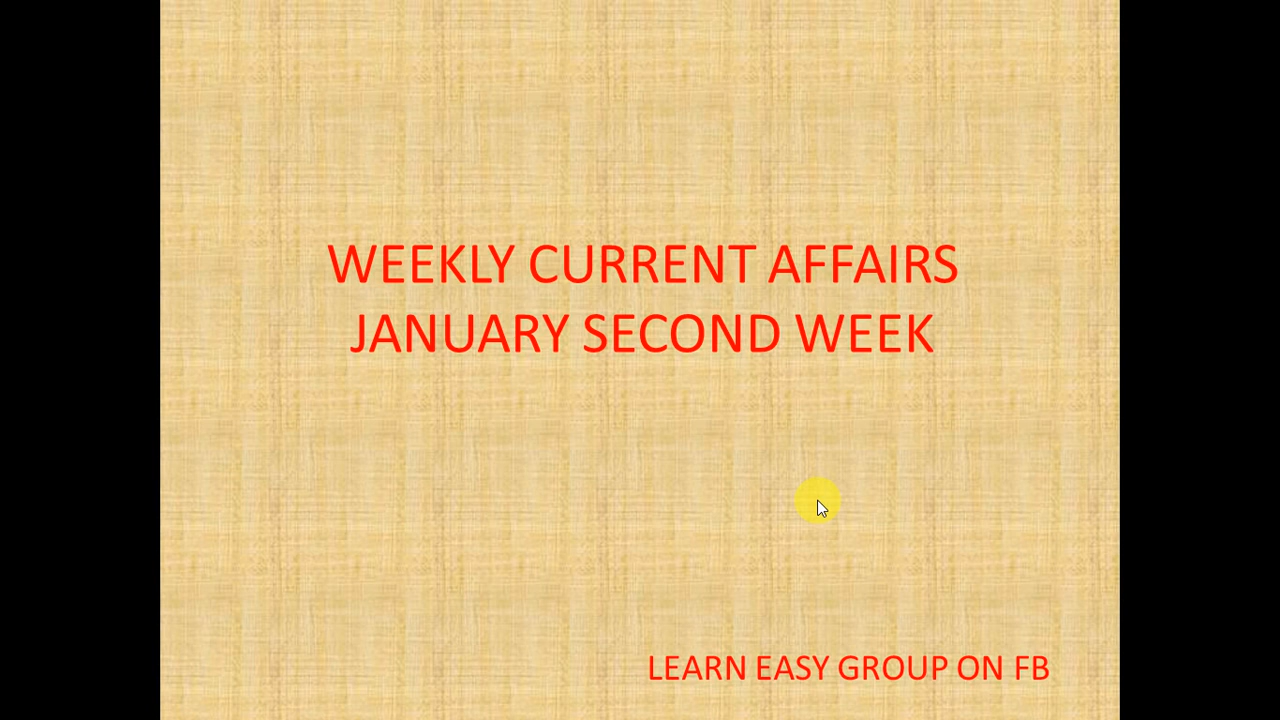 WEEKLY CURRENT AFFAIRS
JANUARY SECOND WEEK
LEARN EASY GROUP ON FB